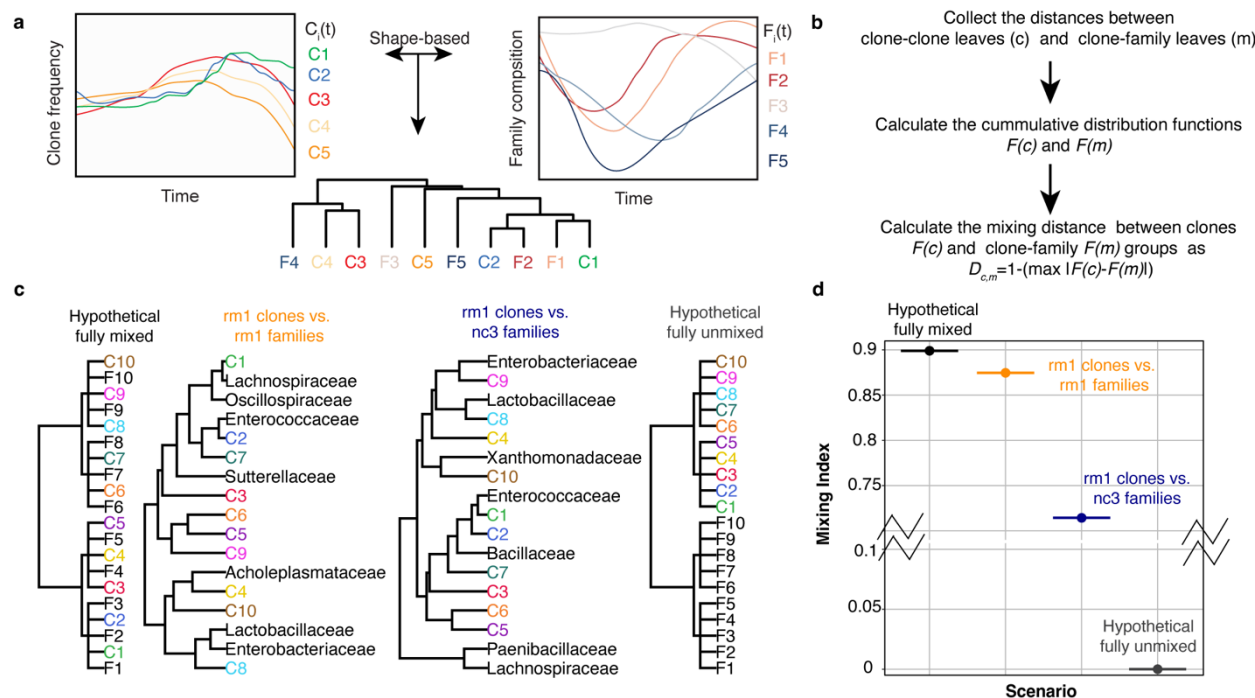 a
Clone frequency
Time
C_i(t)
C1
C2
C3
C4
C5
Shape-based
Family compsition
Time
F_i(t)
F1
F2
F3
F4
F5
F4 C4 C3 F3 C5 F5 C2 F2 F1 C1
b
Collect the distances between
clone-clone leaves (c) and clone-family leaves (m)
Calculate the cummulative distribution functions
F(c) and F(m)
Calculate the mixing distance between clones
F(c) and clone-family F(m) groups as
D_{c,m}=1-(max |F(c)-F(m)|)
c
Hypothetical
fully mixed
C10
F10
C9
F9
C8
F8
C7
F7
C6
F6
C5
F5
C4
F4
C3
F3
C2
F2
C1
F1
rm1 clones vs.
rm1 families
C1
Lachnospiraceae
Oscillospiraceae
Enterococcaceae
C2
C7
Sutterellaceae
C3
C6
C5
C9
Acholeplasmataceae
C4
C10
Lactobacillaceae
Enterobacteriaceae
C8
rm1 clones vs.
nc3 families
Enterobacteriaceae
C9
Lactobacillaceae
C8
C4
Xanthomonadaceae
C10
Enterococcaceae
C1
C2
Bacillaceae
C7
C3
C6
C5
Paenibacillaceae
Lachnospiraceae
Hypothetical
fully unmixed
C10
C9
C8
C7
C6
C5
C4
C3
C2
C1
F10
F9
F8
F7
F6
F5
F4
F3
F2
F1
d
Mixing Index
0.9
0.85
0.75
0.1
0.05
0
Hypothetical
fully mixed
rm1 clones vs.
rm1 families
rm1 clones vs.
nc3 families
Hypothetical
fully unmixed
Scenario